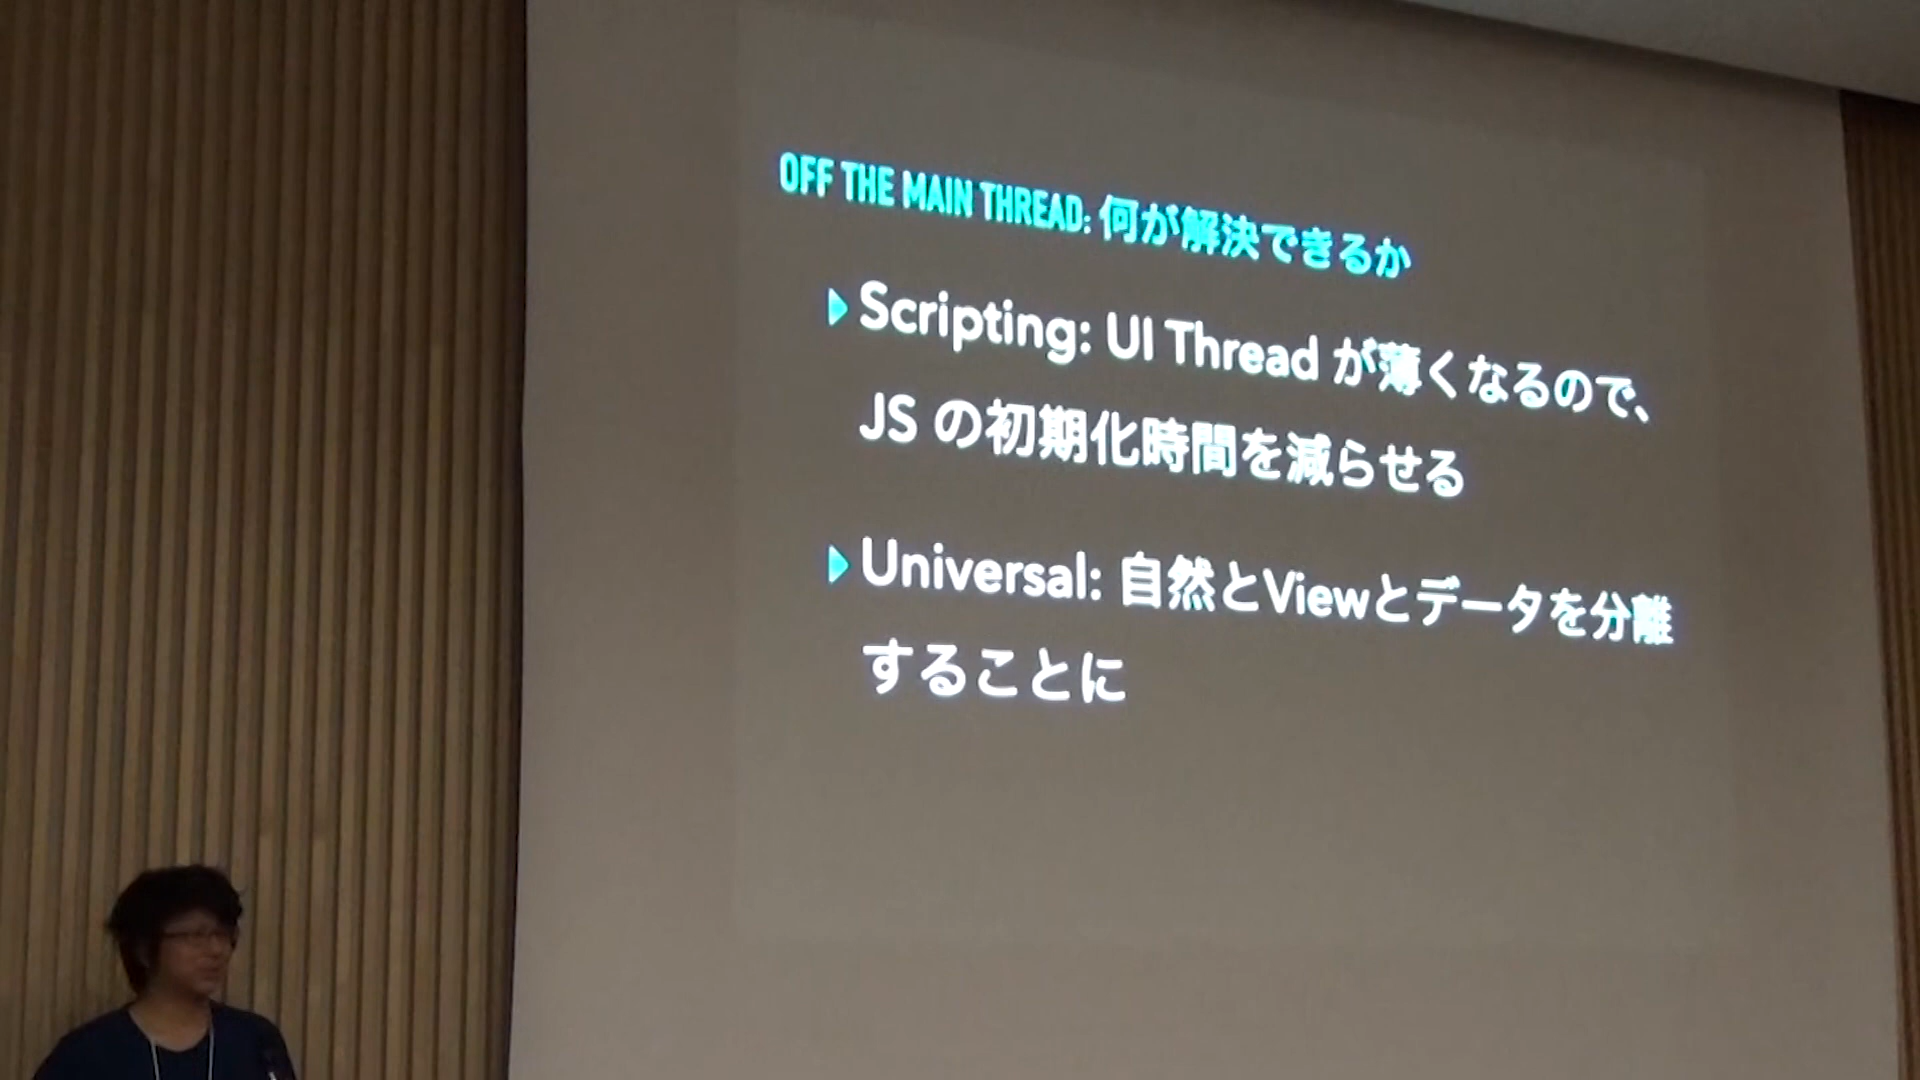 OFF THE MAIN THREAD: 何が解決できるか
Scripting: UI Thread が薄くなるので、
JS の初期化時間を減らせる
Universal: 自然とViewとデータを分離
することに